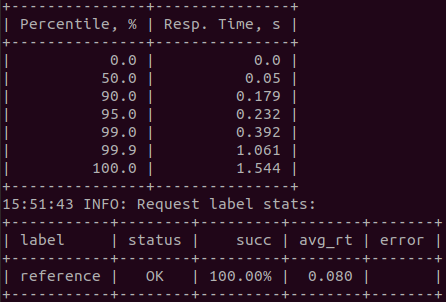 +---------------+---------------+
| Percentile, % | Resp. Time, s |
+---------------+---------------+
|           0.0 |           0.0 |
|          50.0 |          0.05 |
|          90.0 |         0.179 |
|          95.0 |         0.232 |
|          99.0 |         0.392 |
|          99.9 |         1.061 |
|         100.0 |         1.544 |
+---------------+---------------+
15:51:43 INFO: Request label stats:
+-----------+--------+---------+--------+-------+
| label     | status |    succ | avg_rt | error |
+-----------+--------+---------+--------+-------+
| reference |   OK   | 100.00% |  0.080 |       |
+-----------+--------+---------+--------+-------+